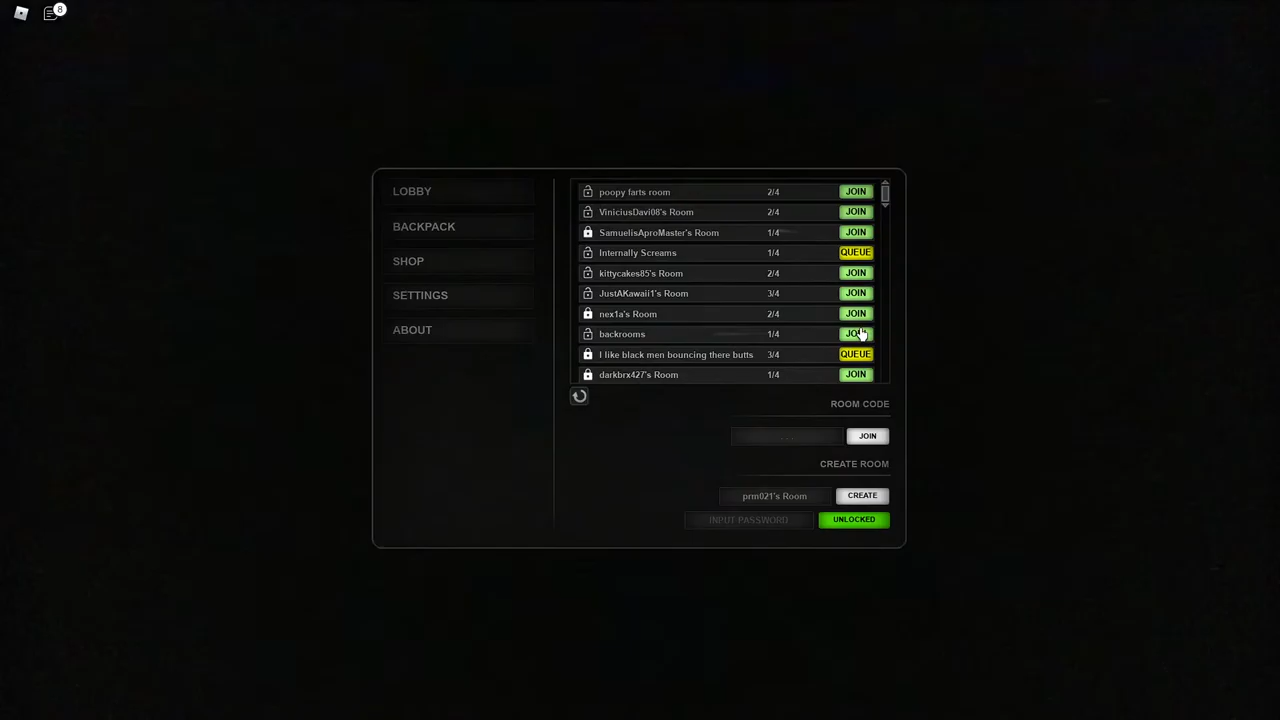 8
LOBBY
BACKPACK
SHOP
SETTINGS
ABOUT
poopy farts room 2/4 JOIN
ViniciusDavi08's Room 2/4 JOIN
SamuelisAproMaster's Room 1/4 JOIN
Internally Screams 1/4 QUEUE
kittycakes85's Room 2/4 JOIN
JustAKawaii1's Room 3/4 JOIN
nex1a's Room 2/4 JOIN
backrooms 1/4
I like black men bouncing there butts 3/4 QUEUE
darkbrx427's Room 1/4 JOIN
ROOM CODE
... JOIN
CREATE ROOM
prm021's Room CREATE
INPUT PASSWORD UNLOCKED